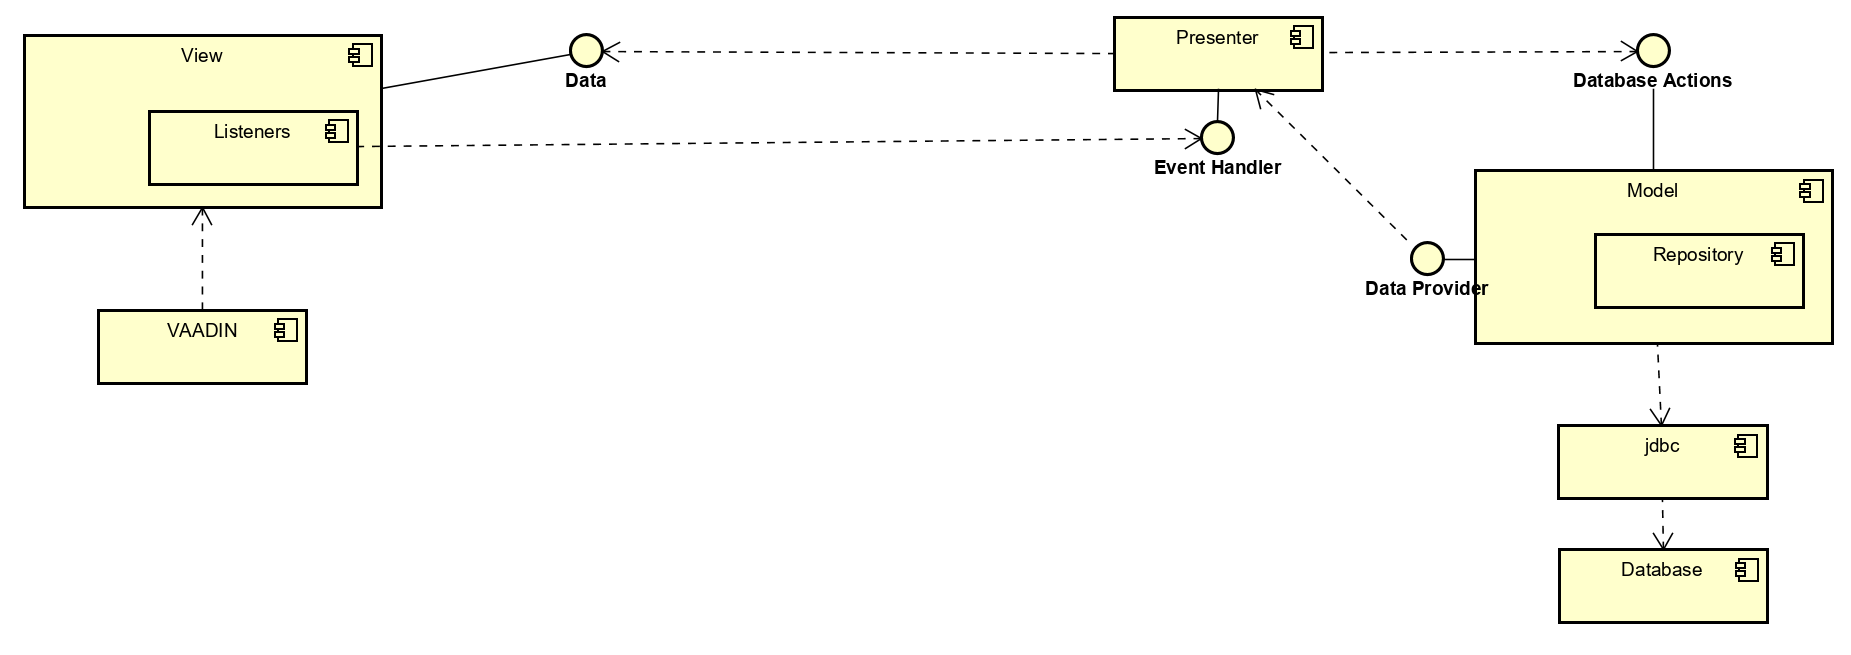 Presenter
View
Data
Database Actions
Listeners
Event Handler
Model
Repository
Data Provider
VAADIN
jdbc
Database